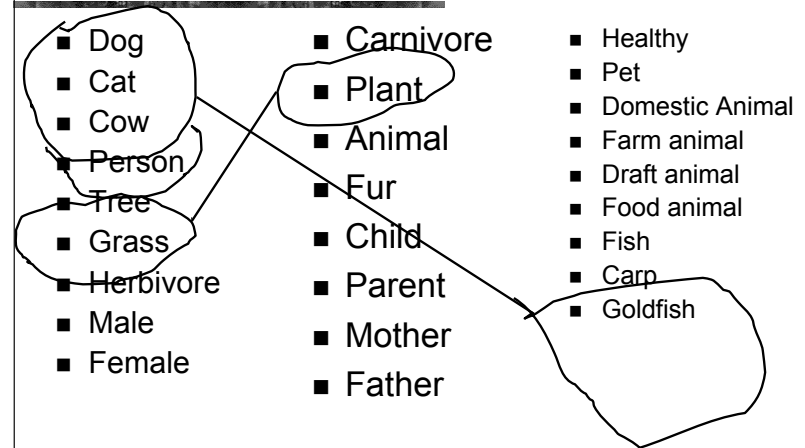 Dog
Cat
Cow
Person
Tree
Grass
Herbivore
Male
Female
Carnivore
Plant
Animal
Fur
Child
Parent
Mother
Father
Healthy
Pet
Domestic Animal
Farm animal
Draft animal
Food animal
Fish
Carp
Goldfish